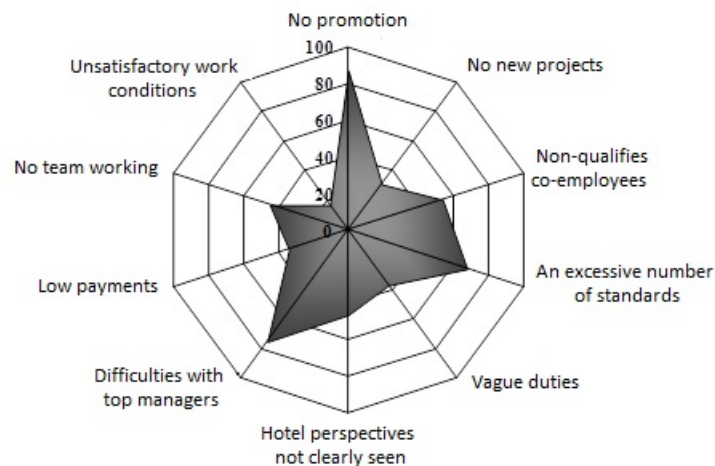 No promotion
100
Unsatisfactory work
conditions
No new projects
80
60
No team working
Non-qualifies
co-employees
40
20
0
Low payments
An excessive number
of standards
Difficulties with
top managers
Vague duties
Hotel perspectives
not clearly seen